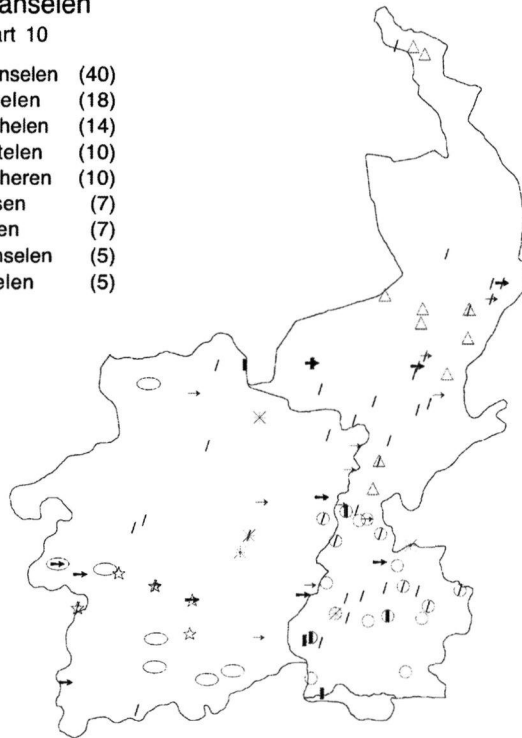 anselen
art 10
nselen (40)
elen (18)
helen (14)
telen (10)
heren (10)
sen (7)
en (7)
nselen (5)
elen (5)